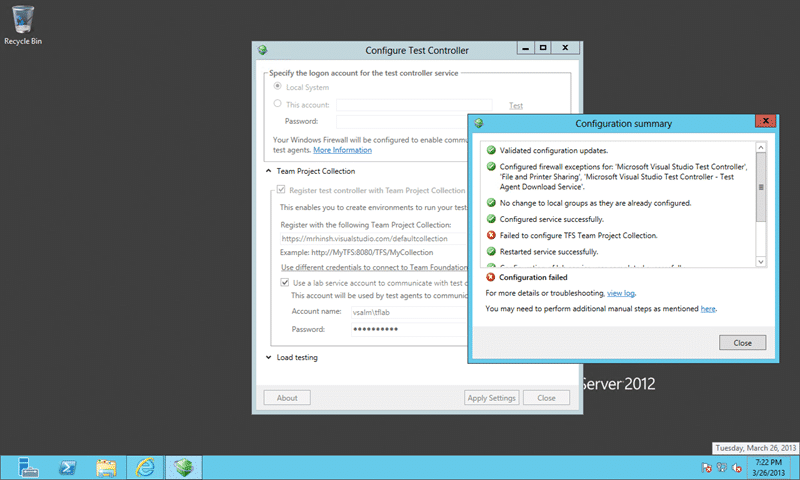 Recycle Bin
Configure Test Controller
Specify the logon account for the test controller service
Local System
This account:
Test
Password:
Your Windows Firewall will be configured to enable commu
test agents. More Information
Team Project Collection
Register test controller with Team Project Collection
This enables you to create environments to run your test
Register with the following Team Project Collection:
https://mrhinsh.visualstudio.com/defaultcollection
Example: http://MyTFS:8080/TFS/MyCollection
Use different credentials to connect to Team Foundation
Use a lab service account to communicate with test c
This account will be used by test agents to communic
Account name:
vsalm\tflab
Password:
••••••••••
Load testing
About
Apply Settings
Close
Configuration summary
Validated configuration updates.
Configured firewall exceptions for: 'Microsoft Visual Studio Test Controller',
'File and Printer Sharing', 'Microsoft Visual Studio Test Controller - Test
Agent Download Service'.
No change to local groups as they are already configured.
Configured service successfully.
Failed to configure TFS Team Project Collection.
Restarted service successfully.
Configuration failed
For more details or troubleshooting, view log.
You may need to perform additional manual steps as mentioned here.
Close
Server 2012
Tuesday, March 26, 2013
7:22 PM
3/26/2013